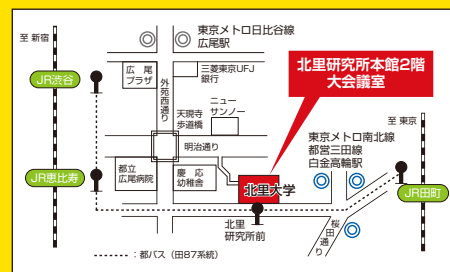 東京メトロ日比谷線
広尾駅
至 新宿
JR渋谷
広尾
プラザ
外苑西通り
三菱東京UFJ
銀行
北里研究所本館2階
大会議室
天現寺
歩道橋
ニュー
サンノー
明治通り
至 東京
東京メトロ南北線
都営三田線
白金高輪駅
JR恵比寿
都立
広尾病院
慶応
幼稚舎
北里大学
JR田町
北里
研究所前
桜田通り
:都バス(田87系統)